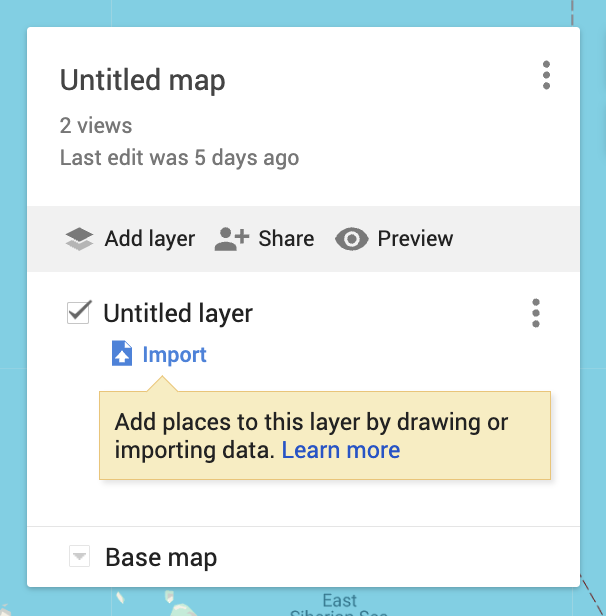 Untitled map
2 views
Last edit was 5 days ago
Add layer Share Preview
Untitled layer
Import
Add places to this layer by drawing or
importing data. Learn more
Base map
East
Siberian Sea